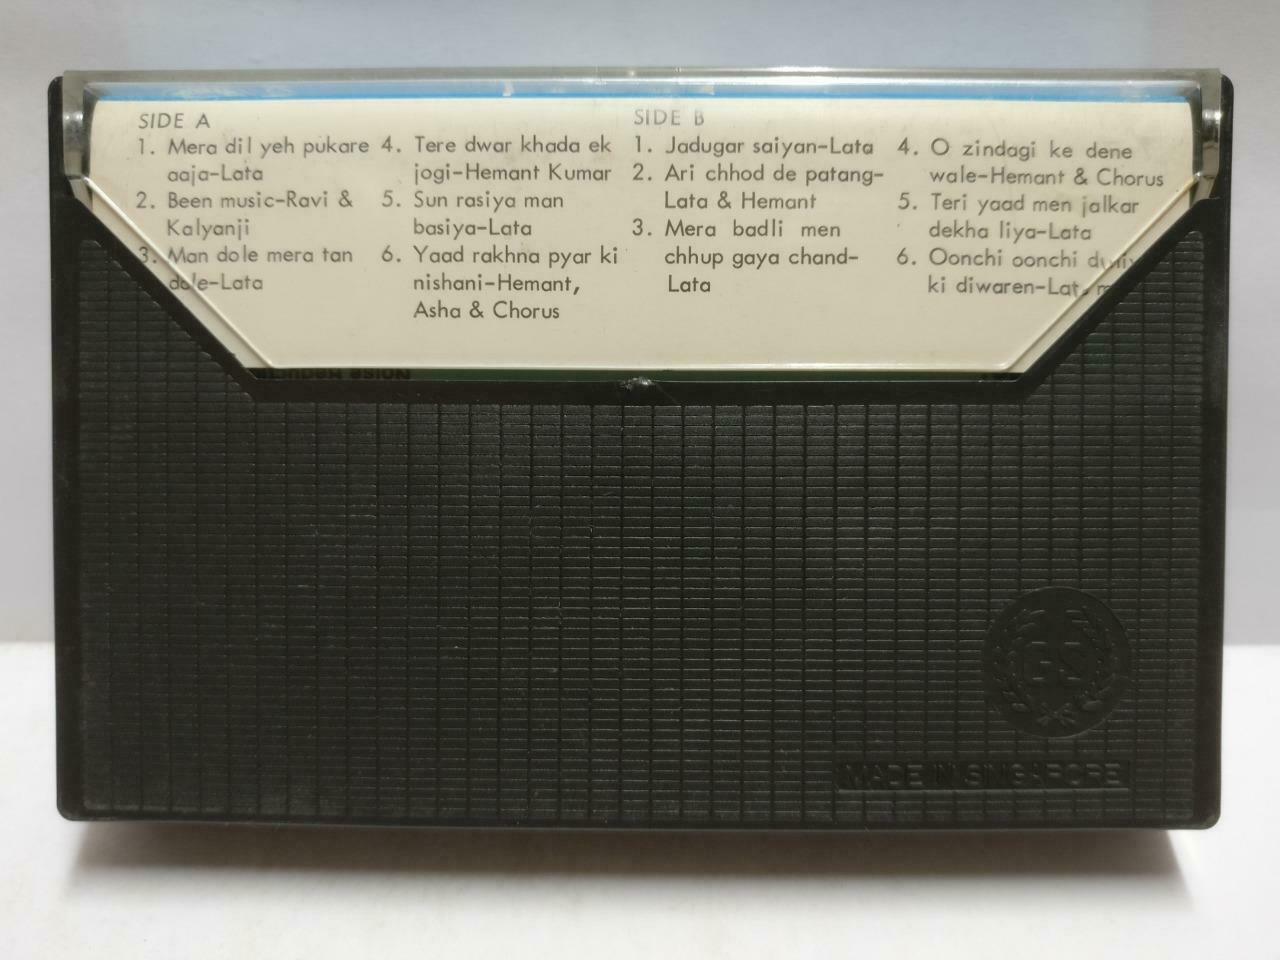 SIDE A
1. Mera dil yeh pukare
aaja-Lata
2. Been music-Ravi &
Kalyanji
3. Man dole mera tan
dole-Lata
4. Tere dwar khada ek
jogi-Hemant Kumar
5. Sun rasiya man
basiya-Lata
6. Yaad rakhna pyar ki
nishani-Hemant,
Asha & Chorus
SIDE B
1. Jadugar saiyan-Lata
2. Ari chhod de patang-
Lata & Hemant
3. Mera badli men
chhup gaya chand-
Lata
4. O zindagi ke dene
wale-Hemant & Chorus
5. Teri yaad men jalkar
dekha liya-Lata
6. Oonchi oonchi
ki diwaren-Lata
GS
MADE IN SINGAPORE